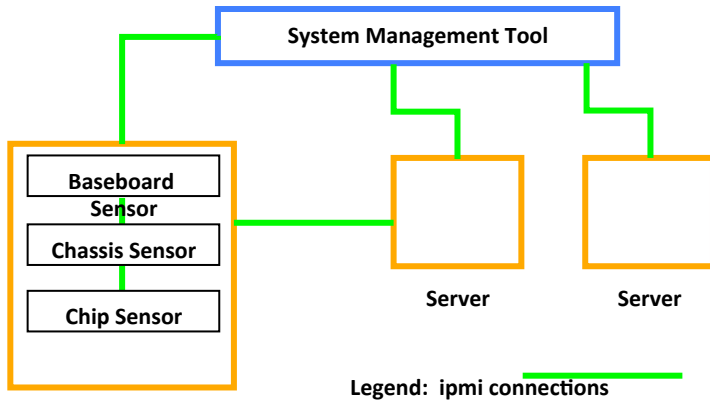 System Management Tool
Baseboard
Sensor
Chassis Sensor
Chip Sensor
Server
Server
Legend: ipmi connections